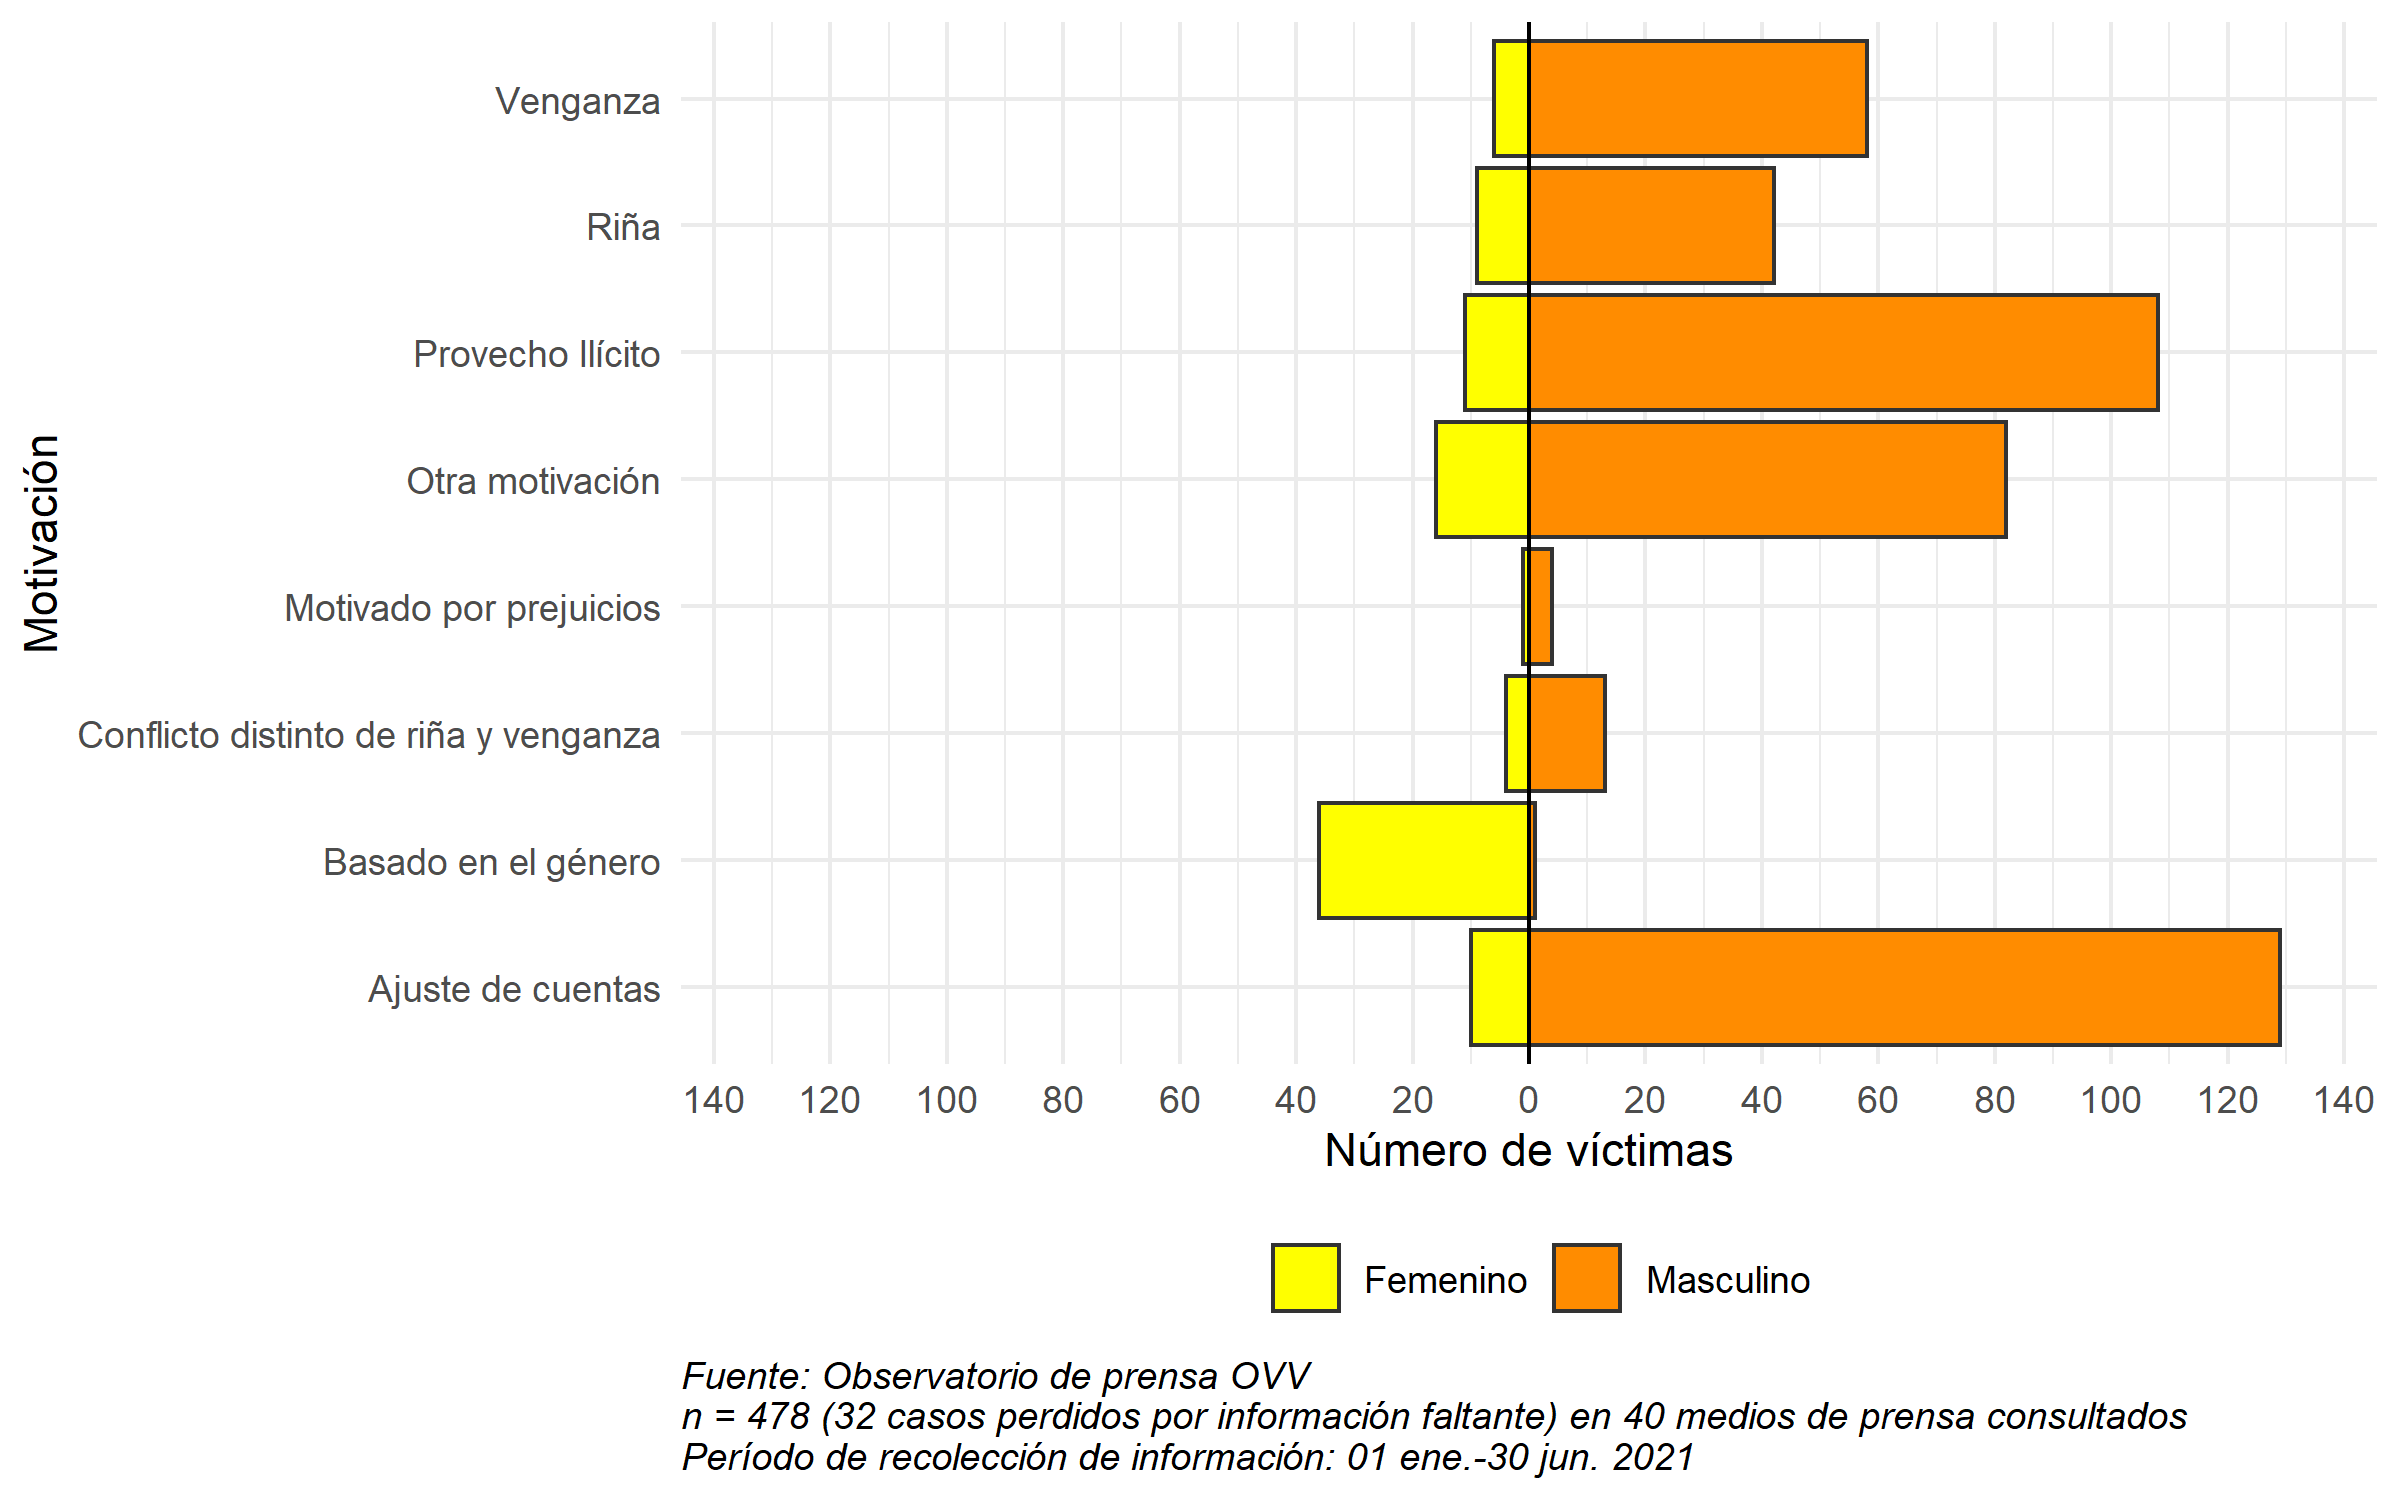 Motivación
Venganza
Riña
Provecho Ilícito
Otra motivación
Motivado por prejuicios
Conflicto distinto de riña y venganza
Basado en el género
Ajuste de cuentas
140 120 100 80 60 40 20 0 20 40 60 80 100 120 140
Número de víctimas
Femenino Masculino
Fuente: Observatorio de prensa OVV
n = 478 (32 casos perdidos por información faltante) en 40 medios de prensa consultados
Período de recolección de información: 01 ene.-30 jun. 2021